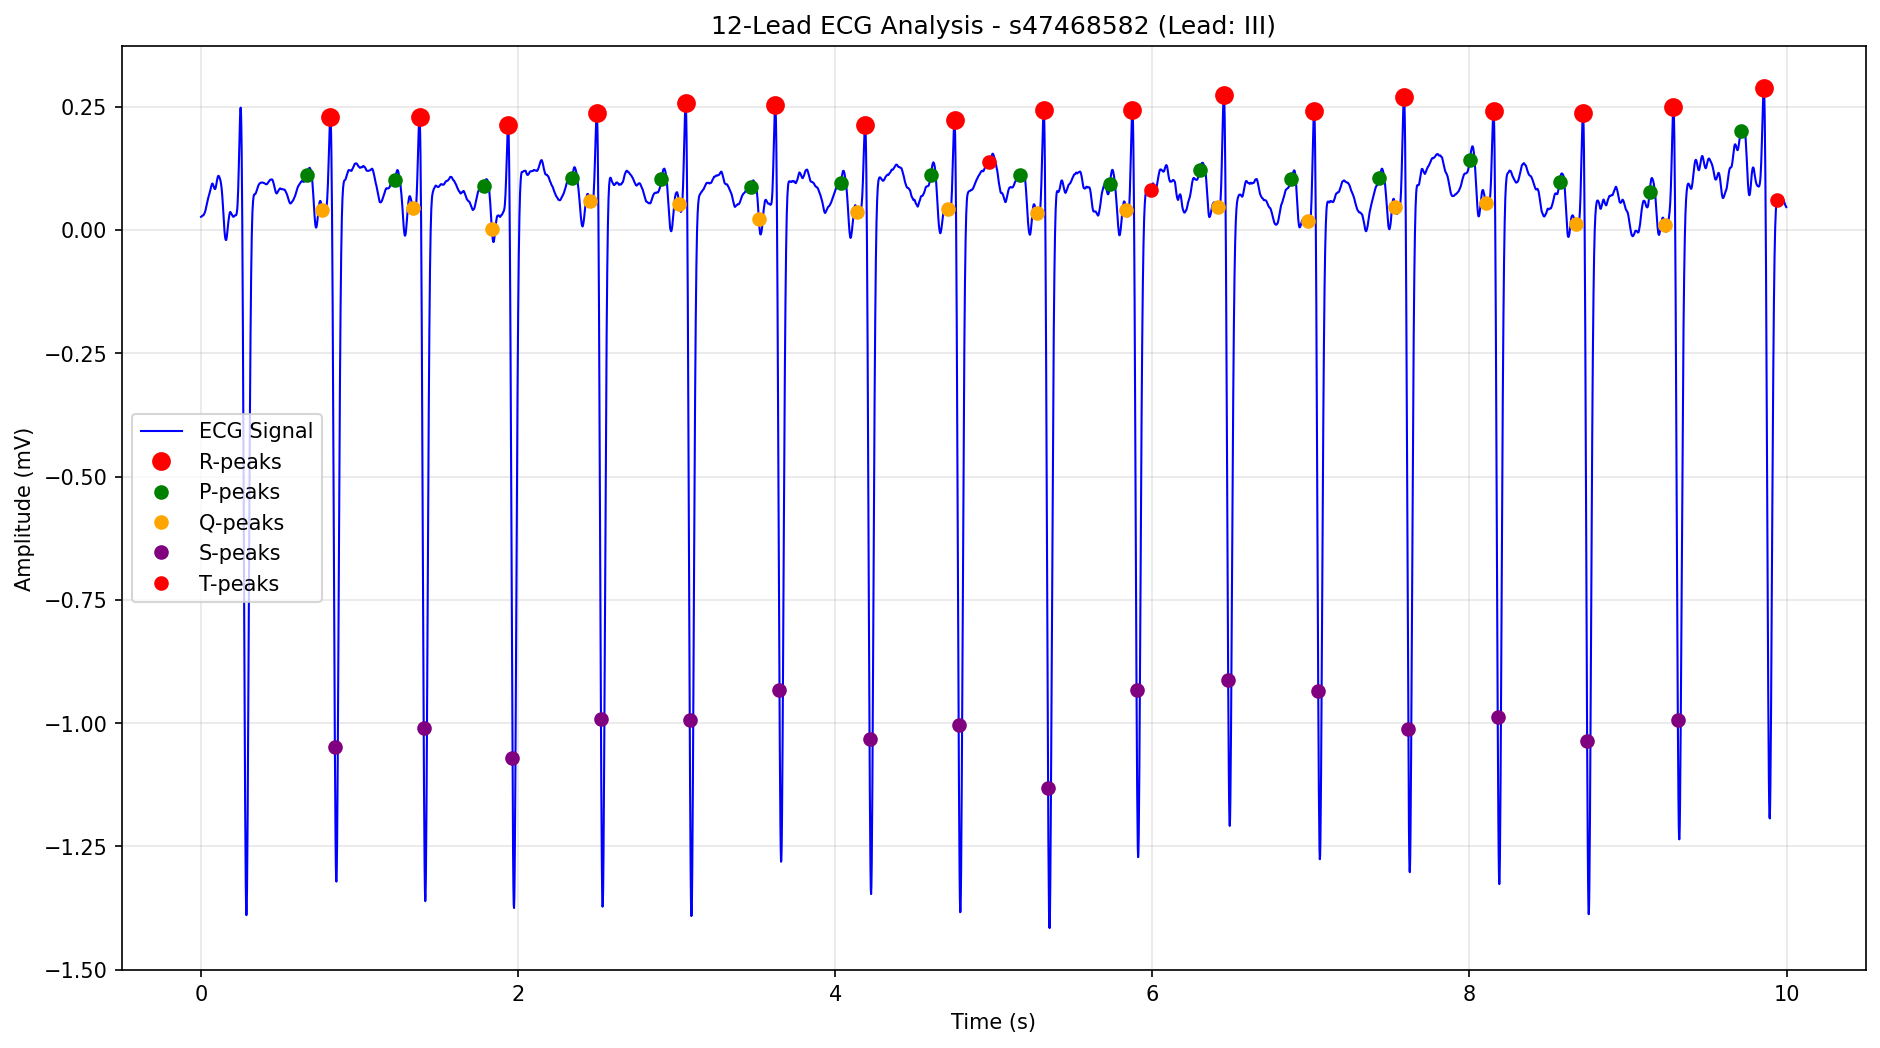 12-Lead ECG Analysis - s47468582 (Lead: III)
Amplitude (mV)
0.25
0.00
−0.25
−0.50
−0.75
−1.00
−1.25
−1.50
ECG Signal
R-peaks
P-peaks
Q-peaks
S-peaks
T-peaks
0 2 4 6 8 10
Time (s)